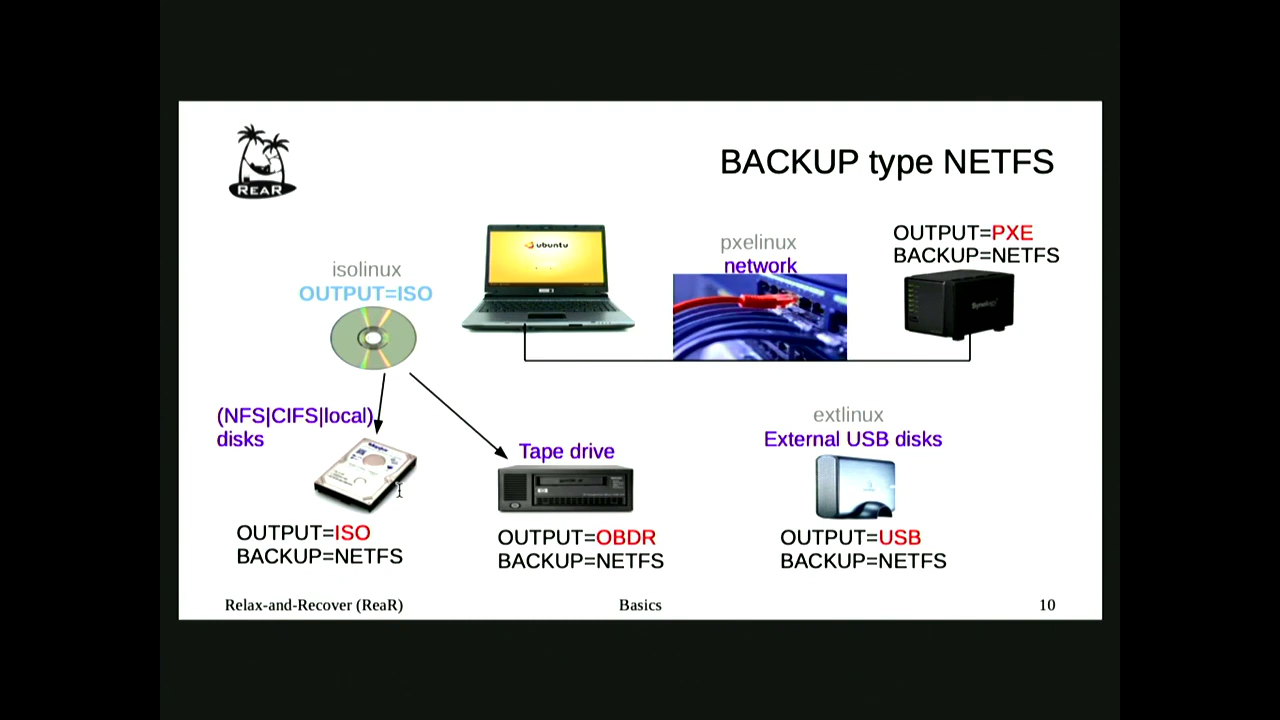 ReaR
BACKUP type NETFS
isolinux
OUTPUT=ISO
ubuntu
pxelinux
network
OUTPUT=PXE
BACKUP=NETFS
Synology
(NFS|CIFS|local)
disks
OUTPUT=ISO
BACKUP=NETFS
Tape drive
OUTPUT=OBDR
BACKUP=NETFS
extlinux
External USB disks
OUTPUT=USB
BACKUP=NETFS
Relax-and-Recover (ReaR)
Basics
10